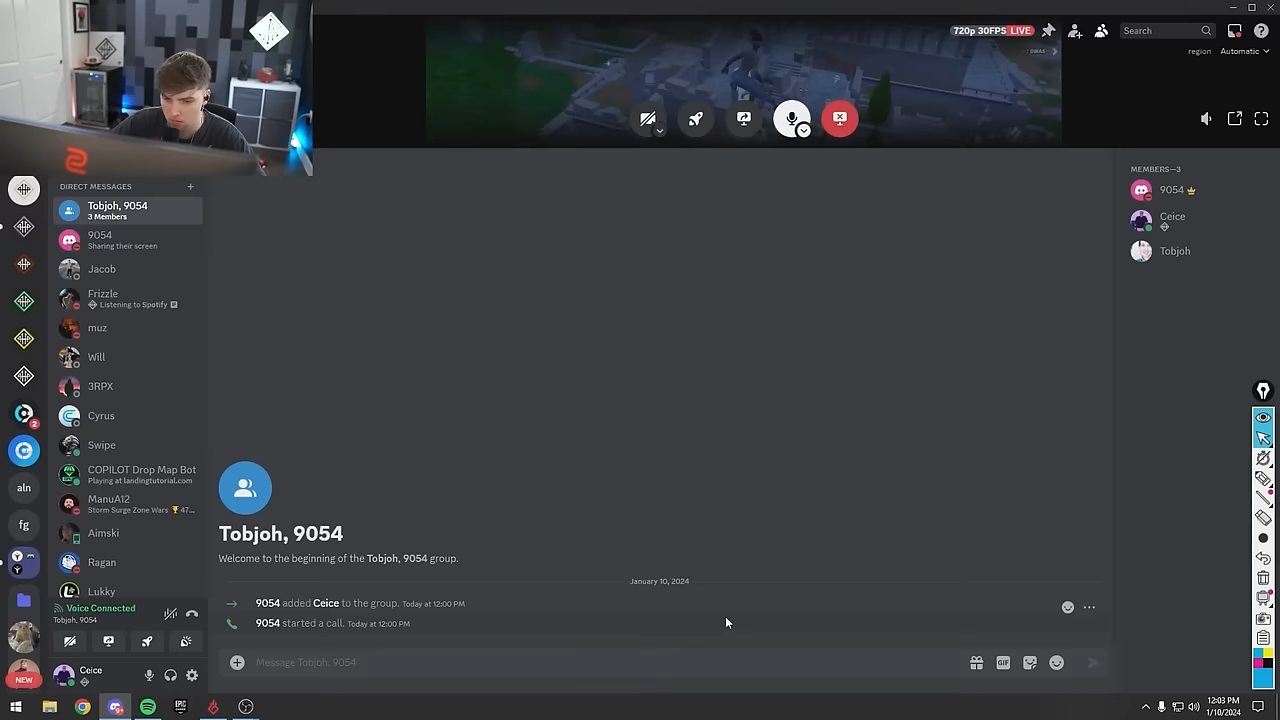 720p 30FPS LIVE
Search
region Automatic
DIRECT MESSAGES +
Tobjoh, 9054
3 Members
9054
Sharing their screen
Jacob
Frizzle
Listening to Spotify
muz
Will
3RPX
Cyrus
2
Swipe
COPILOT Drop Map Bot
Playing at landingtutorial.com
aln
ManuA12
Storm Surge Zone Wars 🏆 47...
fg
Aimski
Ragan
Lukky
Voice Connected
Tobjoh, 9054
Ceice
NEW
MEMBERS—3
9054
Ceice
Tobjoh
Tobjoh, 9054
Welcome to the beginning of the Tobjoh, 9054 group.
January 10, 2024
9054 added Ceice to the group. Today at 12:00 PM
9054 started a call. Today at 12:00 PM
Message Tobjoh, 9054
GIF
EPIC
12:03 PM
1/10/2024